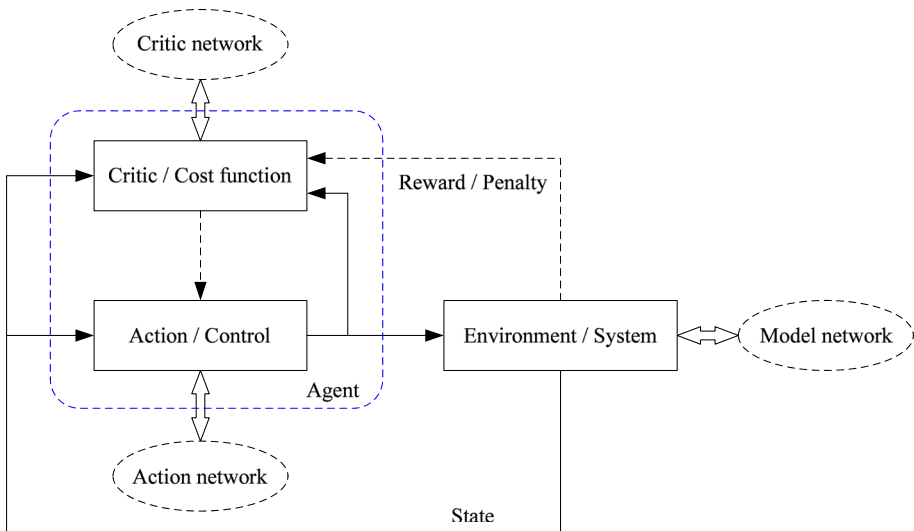 Critic network
Critic / Cost function
Reward / Penalty
Action / Control
Environment / System
Model network
Agent
Action network
State